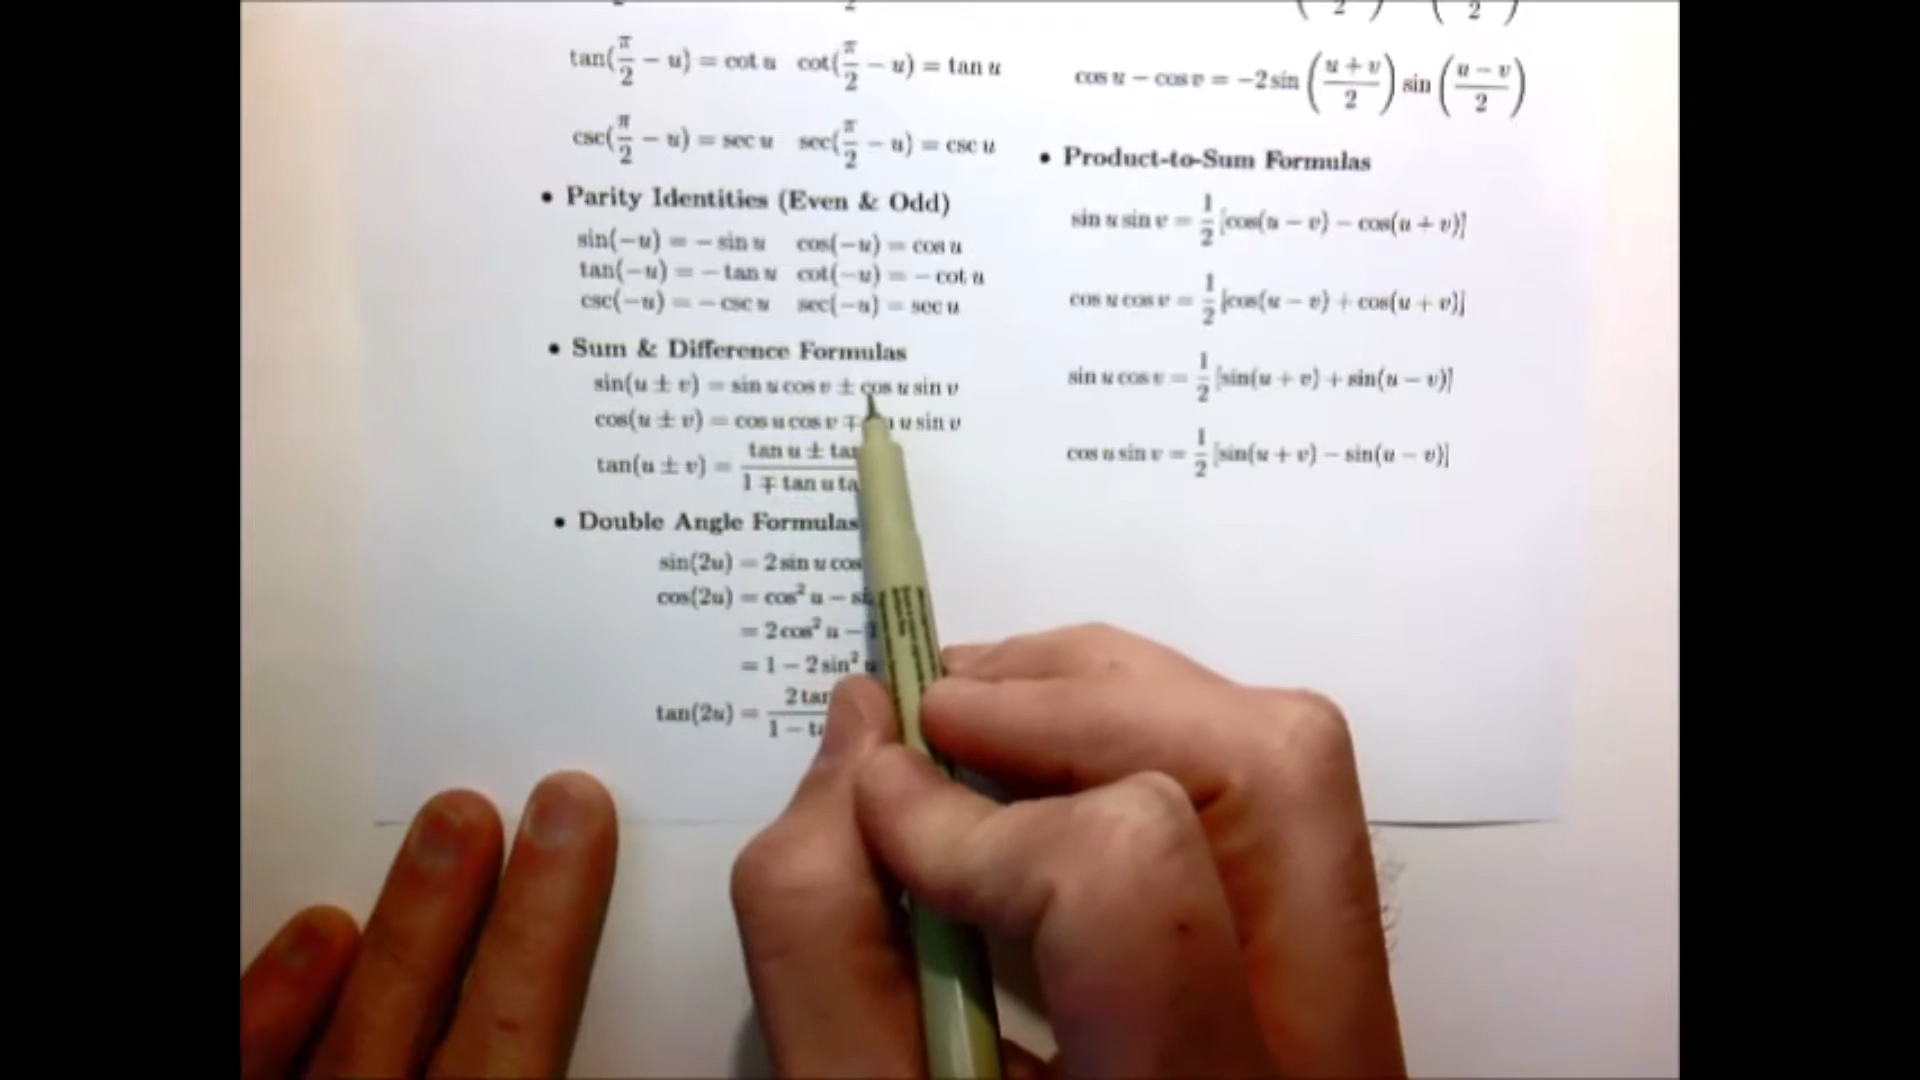 tan(π/2 − u) = cot u   cot(π/2 − u) = tan u
csc(π/2 − u) = sec u   sec(π/2 − u) = csc u
• Parity Identities (Even & Odd)
sin(−u) = − sin u   cos(−u) = cos u
tan(−u) = − tan u   cot(−u) = − cot u
csc(−u) = − csc u   sec(−u) = sec u
• Sum & Difference Formulas
sin(u ± v) = sin u cos v ± cos u sin v
cos(u ± v) = cos u cos v ∓ u sin v
tan(u ± v) = (tan u ± tan) / (1 ∓ tan u ta)
• Double Angle Formulas
sin(2u) = 2 sin u cos
cos(2u) = cos² u − s
= 2 cos² u −
= 1 − 2 sin² u
tan(2u) = (2 tan) / (1 − ta)
cos u − cos v = −2 sin ((u + v)/2) sin ((u − v)/2)
• Product-to-Sum Formulas
sin u sin v = 1/2 [cos(u − v) − cos(u + v)]
cos u cos v = 1/2 [cos(u − v) + cos(u + v)]
sin u cos v = 1/2 [sin(u + v) + sin(u − v)]
cos u sin v = 1/2 [sin(u + v) − sin(u − v)]